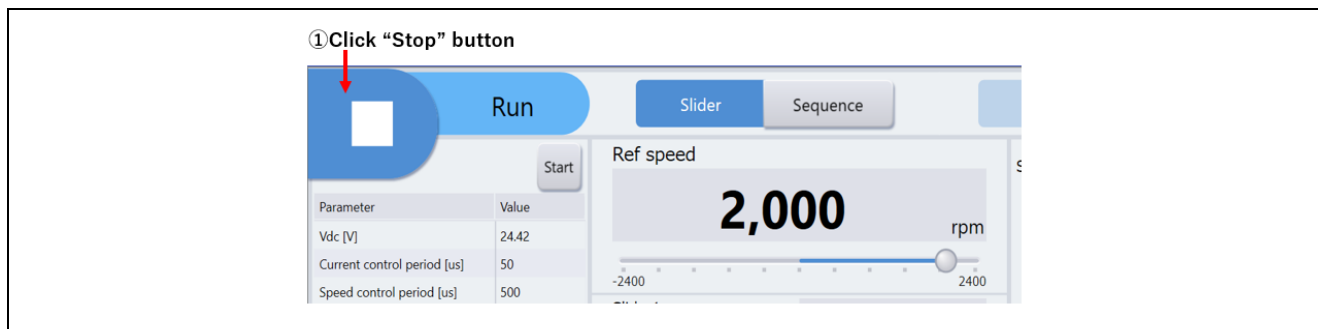 ①Click “Stop” button
Run
Slider
Sequence
Start
Ref speed
2,000
rpm
-2400
2400
Parameter Value
Vdc [V] 24.42
Current control period [us] 50
Speed control period [us] 500